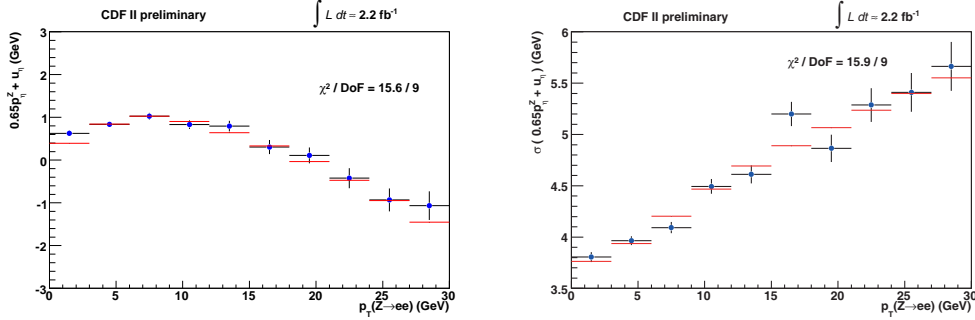 CDF II preliminary
∫ L dt = 2.2 fb⁻¹
χ² / DoF = 15.6 / 9
0.65p_η^Z + u_η (GeV)
3
2
1
0
-1
-2
-3
0 5 10 15 20 25 30
p_T(Z→ee) (GeV)
CDF II preliminary
∫ L dt = 2.2 fb⁻¹
χ² / DoF = 15.9 / 9
σ ( 0.65p_η^Z + u_η ) (GeV)
6
5.5
5
4.5
4
3.5
0 5 10 15 20 25 30
p_T(Z→ee) (GeV)